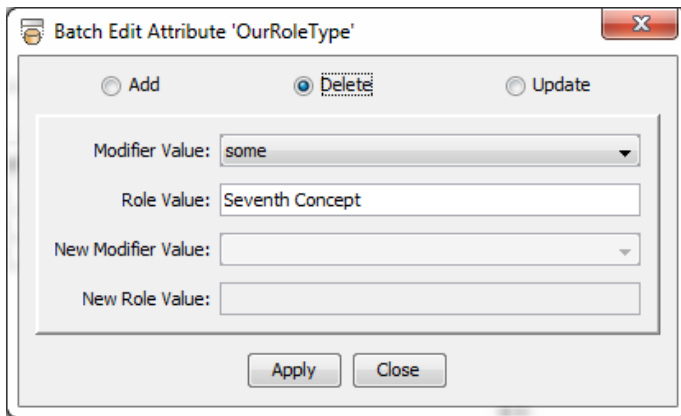 Batch Edit Attribute 'OurRoleType'
Add Delete Update
Modifier Value: some
Role Value: Seventh Concept
New Modifier Value:
New Role Value:
Apply Close